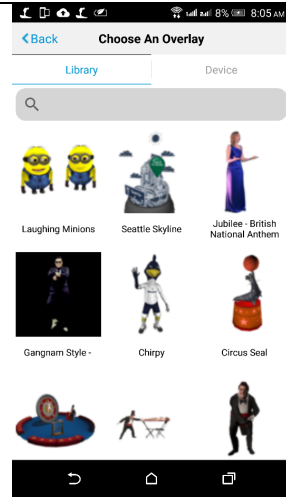 8% 8:05 AM
Back Choose An Overlay
Library Device
Laughing Minions
Seattle Skyline
Jubilee - British
National Anthem
Gangnam Style -
Chirpy
Circus Seal